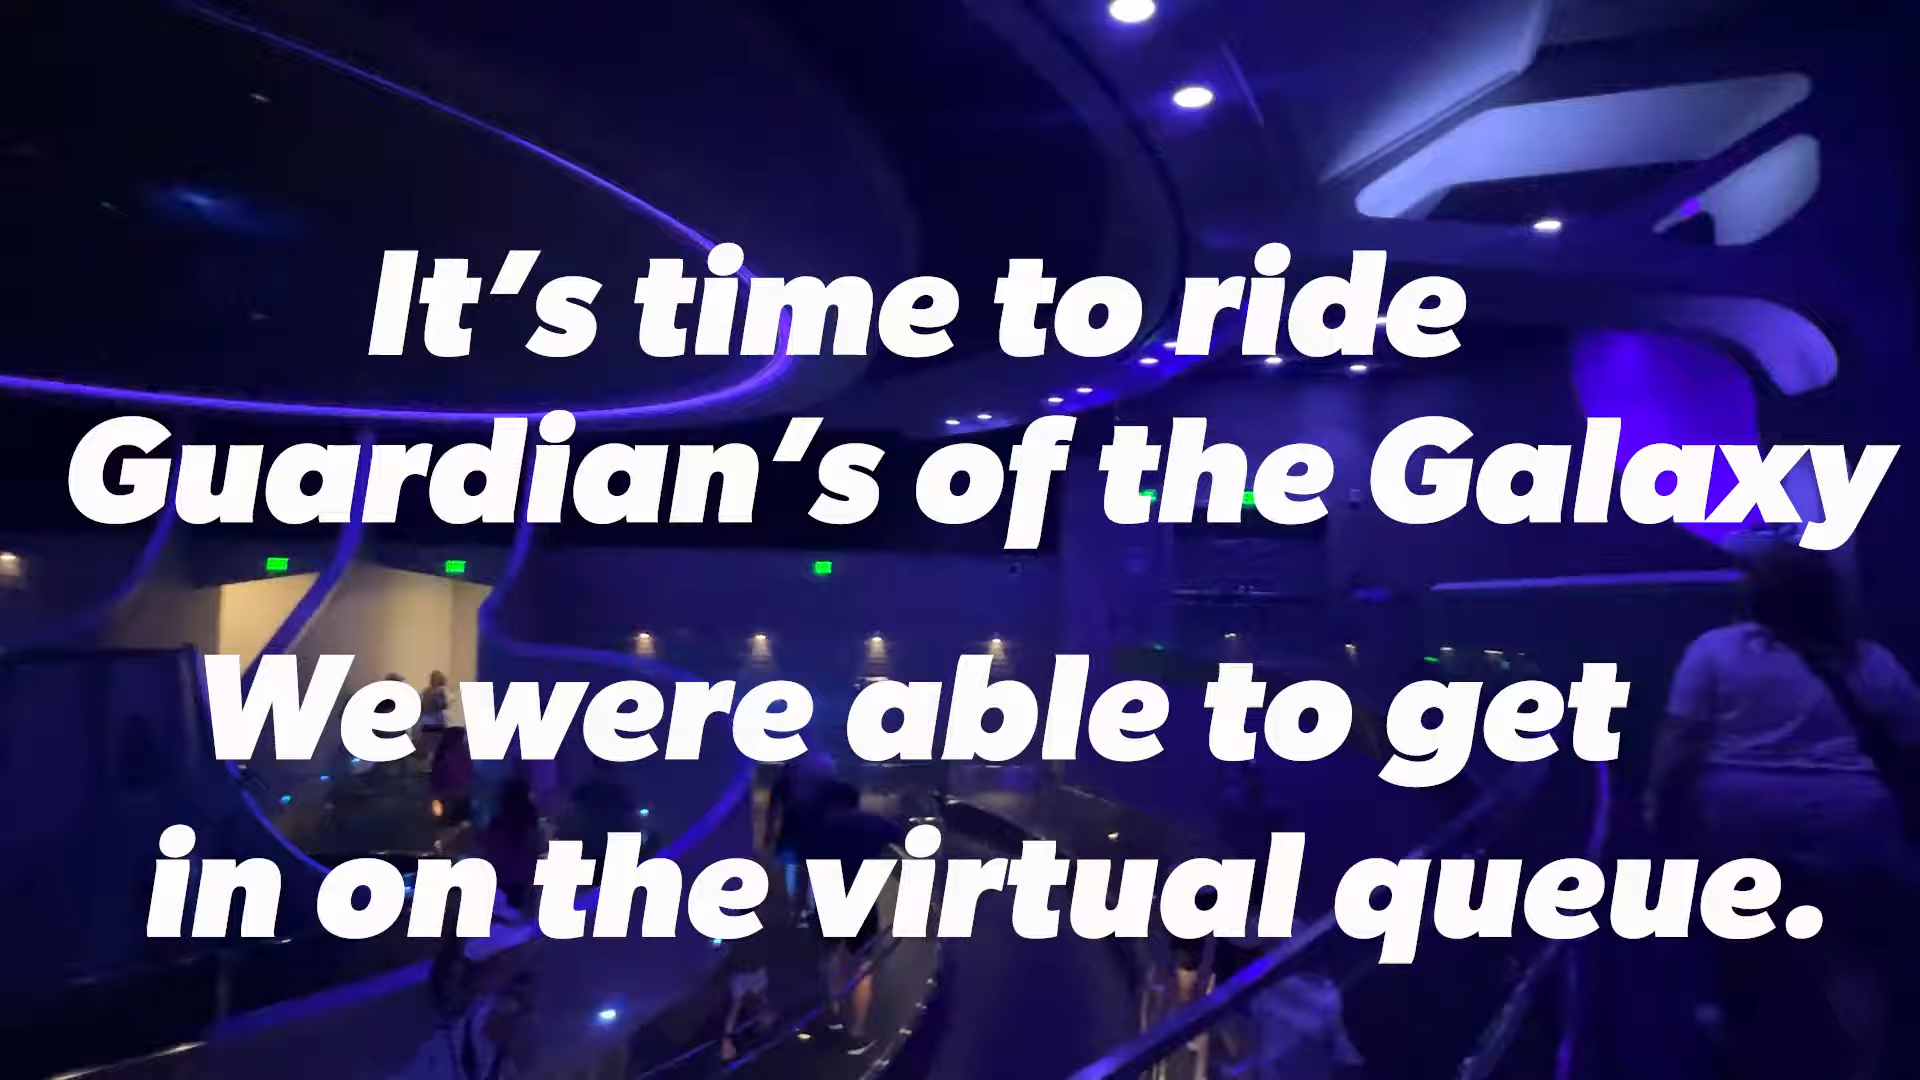 It’s time to ride
Guardian’s of the Galaxy
We were able to get
in on the virtual queue.